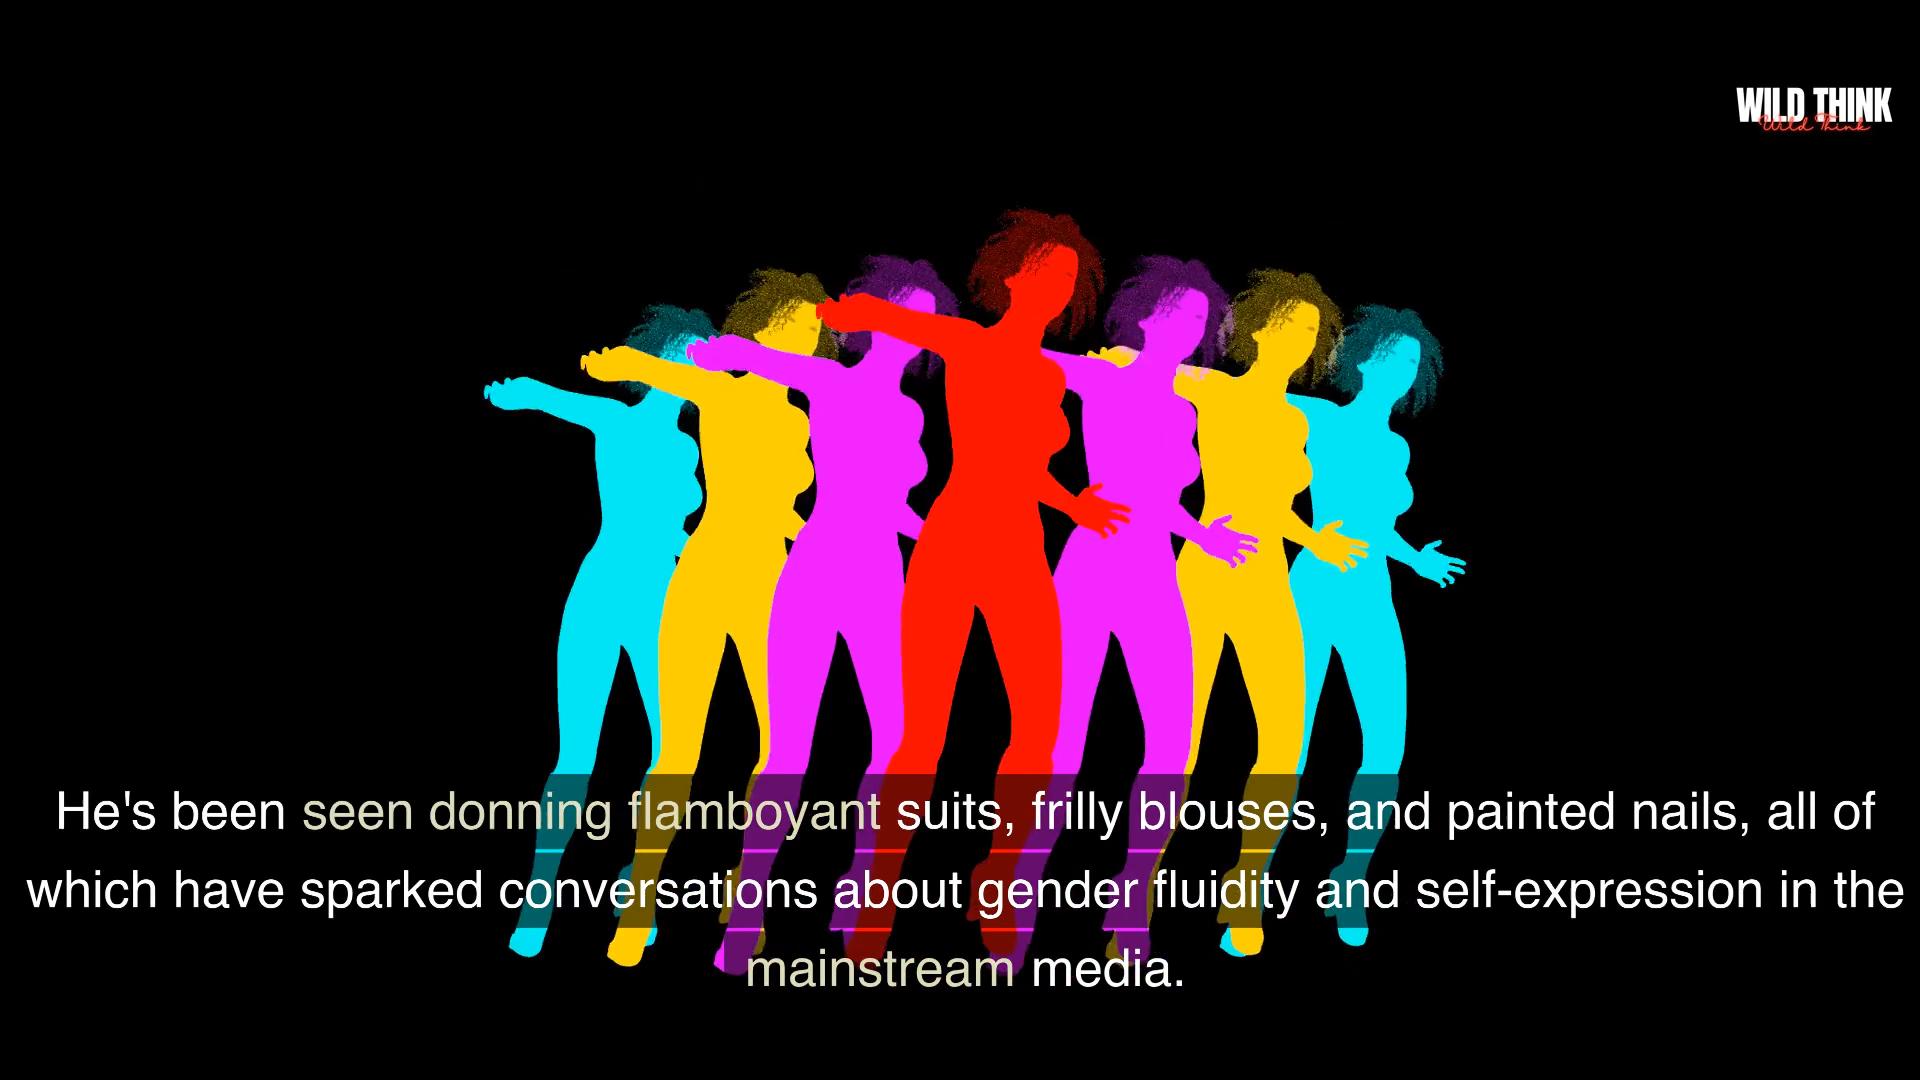 WILD THINK
Wild Think
He's been seen donning flamboyant suits, frilly blouses, and painted nails, all of
which have sparked conversations about gender fluidity and self-expression in the
mainstream media.